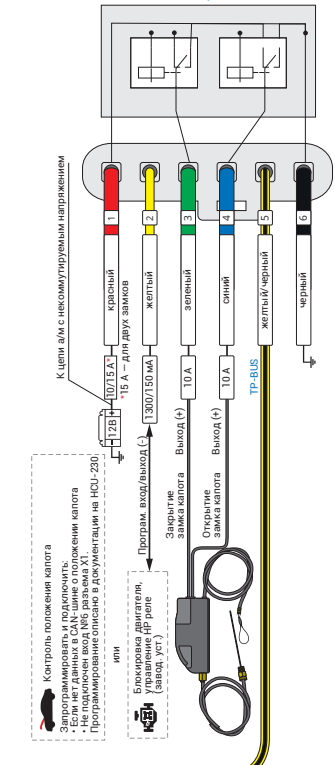 К цепи а/м с некоммутируемым напряжением
Контроль положения капота
Запрограммировать и подключить:
• Если нет данных в CAN-шине о положении капота
• Не подключен вход №6 разъема X1.
Программирование описано в документации на HCU-230
или
Блокировка двигателя,
управление HP реле
(завод. уст.)
- 12В +
10/15 А*
*15 А — для двух замков
красный
1
Програм. вход/выход (-)
1300/150 мА
желтый
2
Закрытие
замка капота
Выход (+)
10 А
зеленый
3
Открытие
замка капота
Выход (+)
10 А
синий
4
TP-BUS
желтый/черный
5
черный
6